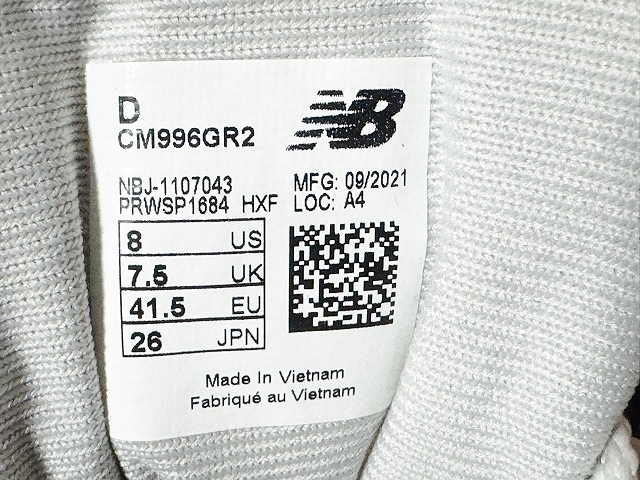 D
CM996GR2
NB
NBJ-1107043 MFG: 09/2021
PRWSP1684 HXF LOC: A4
8 US
7.5 UK
41.5 EU
26 JPN
Made In Vietnam
Fabriqué au Vietnam